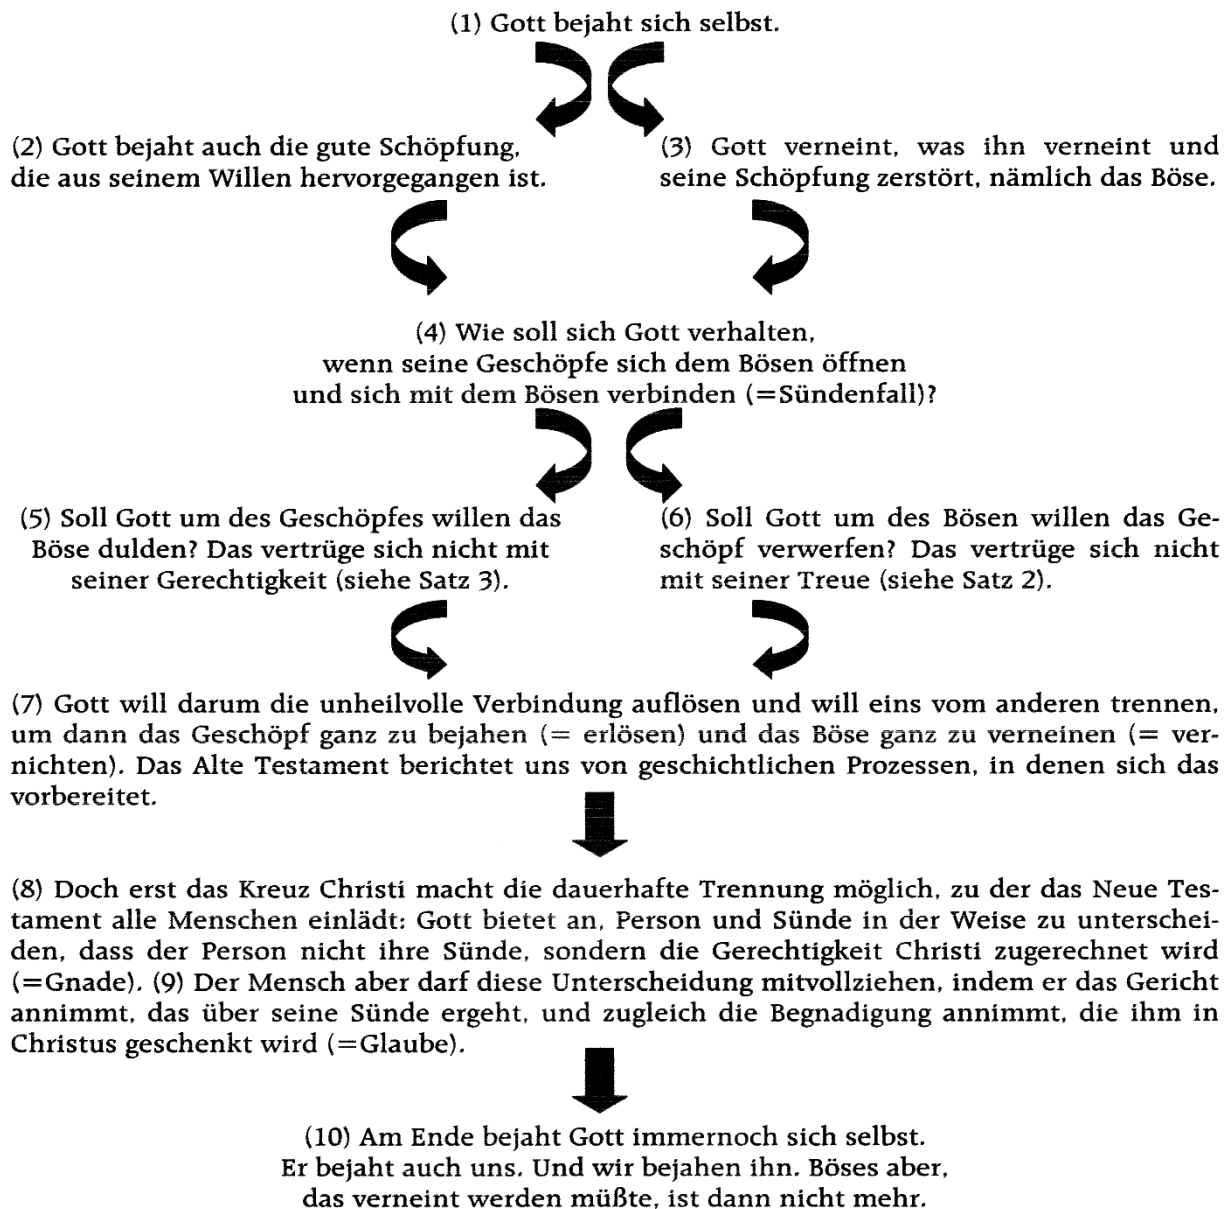 (1) Gott bejaht sich selbst.
(2) Gott bejaht auch die gute Schöpfung,
die aus seinem Willen hervorgegangen ist.
(3) Gott verneint, was ihn verneint und
seine Schöpfung zerstört, nämlich das Böse.
(4) Wie soll sich Gott verhalten,
wenn seine Geschöpfe sich dem Bösen öffnen
und sich mit dem Bösen verbinden (=Sündenfall)?
(5) Soll Gott um des Geschöpfes willen das
Böse dulden? Das vertrüge sich nicht mit
seiner Gerechtigkeit (siehe Satz 3).
(6) Soll Gott um des Bösen willen das Ge-
schöpf verwerfen? Das vertrüge sich nicht
mit seiner Treue (siehe Satz 2).
(7) Gott will darum die unheilvolle Verbindung auflösen und will eins vom anderen trennen,
um dann das Geschöpf ganz zu bejahen (= erlösen) und das Böse ganz zu verneinen (= ver-
nichten). Das Alte Testament berichtet uns von geschichtlichen Prozessen, in denen sich das
vorbereitet.
(8) Doch erst das Kreuz Christi macht die dauerhafte Trennung möglich, zu der das Neue Tes-
tament alle Menschen einlädt: Gott bietet an, Person und Sünde in der Weise zu unterschei-
den, dass der Person nicht ihre Sünde, sondern die Gerechtigkeit Christi zugerechnet wird
(=Gnade). (9) Der Mensch aber darf diese Unterscheidung mitvollziehen, indem er das Gericht
annimmt, das über seine Sünde ergeht, und zugleich die Begnadigung annimmt, die ihm in
Christus geschenkt wird (=Glaube).
(10) Am Ende bejaht Gott immernoch sich selbst.
Er bejaht auch uns. Und wir bejahen ihn. Böses aber,
das verneint werden müßte, ist dann nicht mehr.